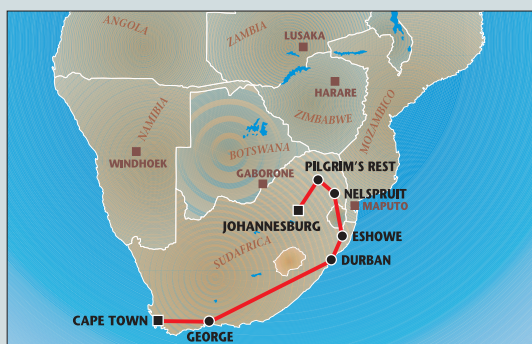 ANGOLA
ZAMBIA
LUSAKA
HARARE
ZIMBABWE
MOZAMBICO
NAMIBIA
WINDHOEK
BOTSWANA
GABORONE
PILGRIM'S REST
NELSPRUIT
MAPUTO
JOHANNESBURG
ESHOWE
SUDAFRICA
DURBAN
CAPE TOWN
GEORGE